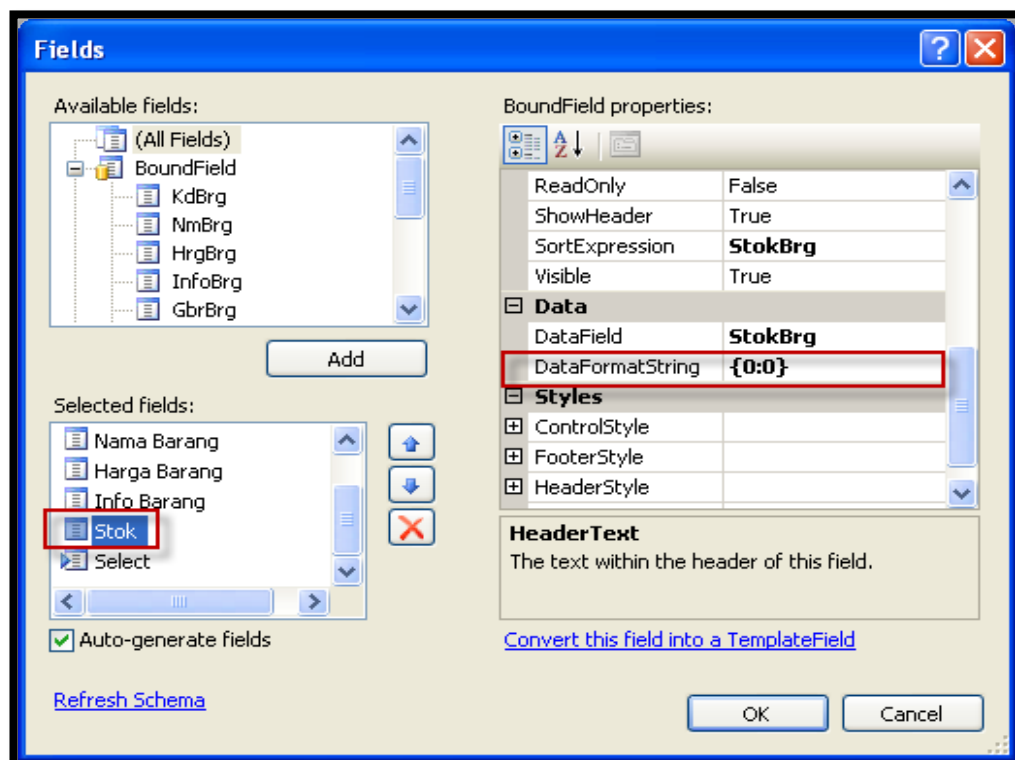 Fields
Available fields:
(All Fields)
BoundField
KdBrg
NmBrg
HrgBrg
InfoBrg
GbrBrg
Add
Selected fields:
Nama Barang
Harga Barang
Info Barang
Stok
Select
Auto-generate fields
Refresh Schema
BoundField properties:
ReadOnly False
ShowHeader True
SortExpression StokBrg
Visible True
Data
DataField StokBrg
DataFormatString {0:0}
Styles
ControlStyle
FooterStyle
HeaderStyle
HeaderText
The text within the header of this field.
Convert this field into a TemplateField
OK Cancel